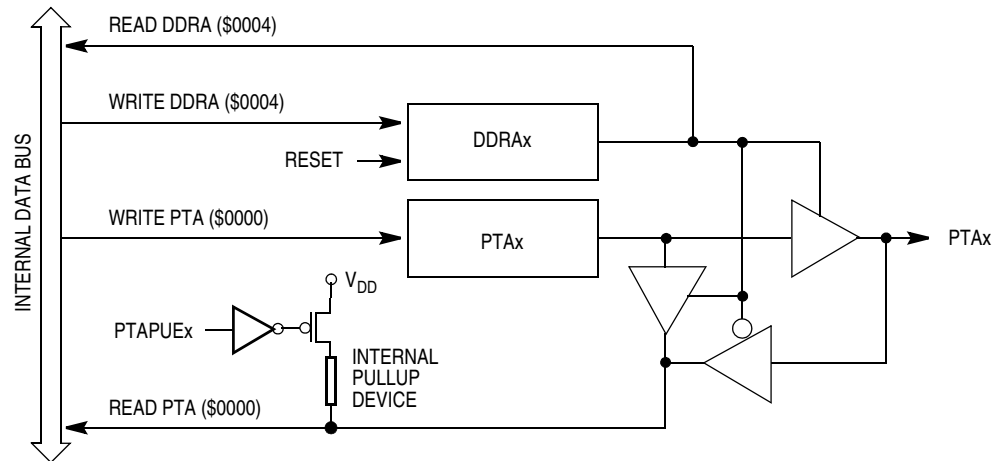 READ DDRA ($0004)
WRITE DDRA ($0004)
DDRAx
RESET
INTERNAL DATA BUS
WRITE PTA ($0000)
PTAx
PTAx
VDD
PTAPUEx
INTERNAL
PULLUP
DEVICE
READ PTA ($0000)